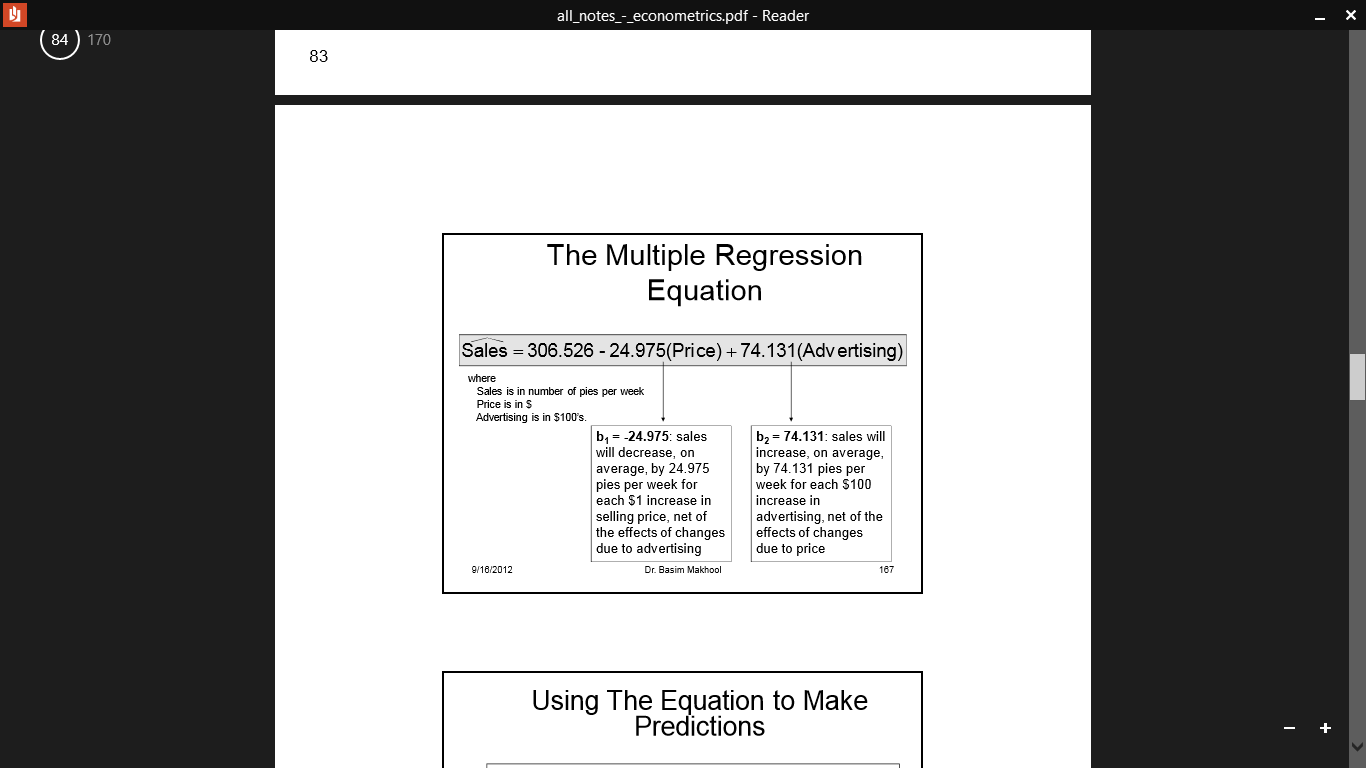 all_notes_-_econometrics.pdf - Reader
84 170
83
The Multiple Regression
Equation
Sales = 306.526 - 24.975(Price) + 74.131(Advertising)
where
Sales is in number of pies per week
Price is in $
Advertising is in $100's.
b1 = -24.975: sales
will decrease, on
average, by 24.975
pies per week for
each $1 increase in
selling price, net of
the effects of changes
due to advertising
b2 = 74.131: sales will
increase, on average,
by 74.131 pies per
week for each $100
increase in
advertising, net of the
effects of changes
due to price
9/16/2012 Dr. Basim Makhool 167
Using The Equation to Make
Predictions